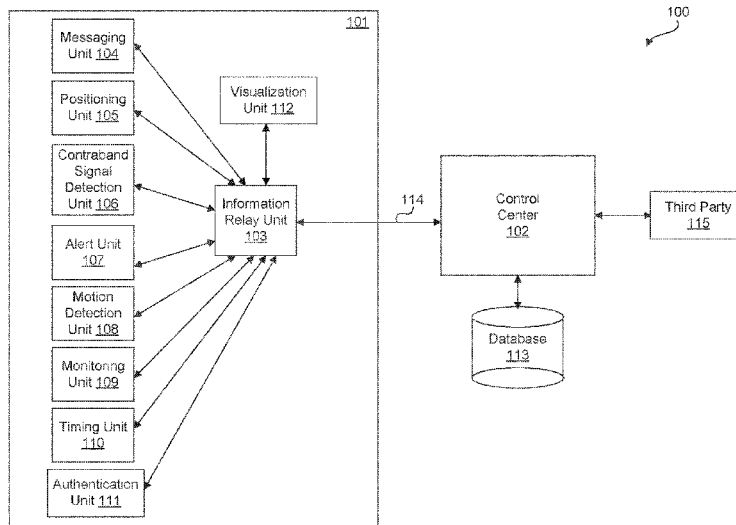 100
101
Messaging
Unit 104
Positioning
Unit
105
Contraband
Signal
Detection
Unit
106
Alert Unit
107
Motion
Detection
Unit 108
Monitoring
Unit 109
Timing Unit
110
Authentication
Unit 111
Visualization
Unit 112
Information
Relay Unit
103
114
Control
Center
102
Third Party
115
Database
113